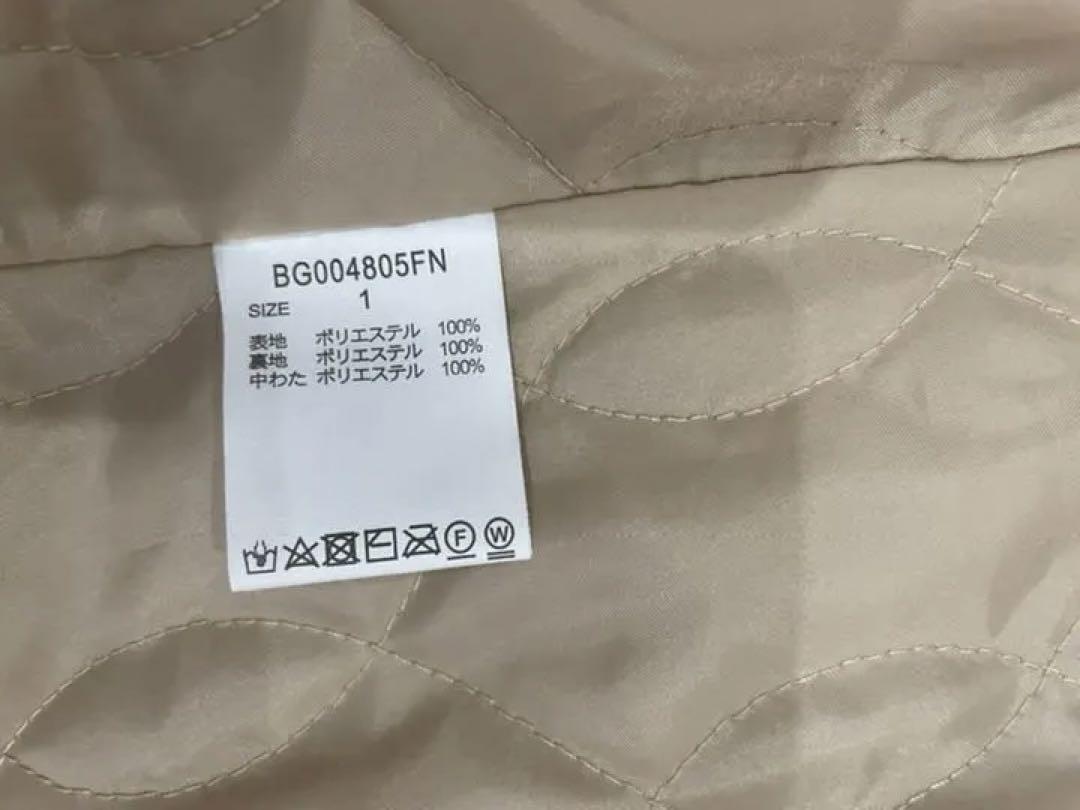 BG004805FN
SIZE 1
表地 ポリエステル 100%
裏地 ポリエステル 100%
中わた ポリエステル 100%
F W